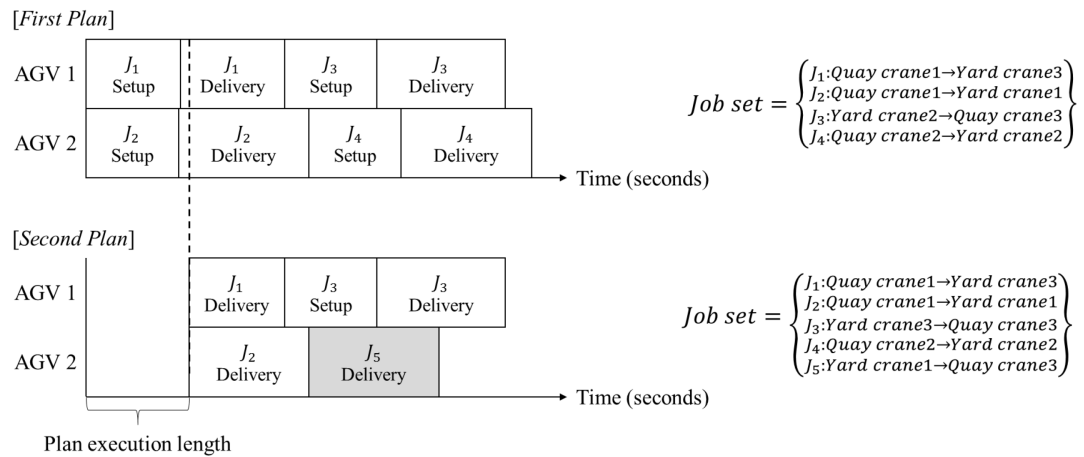 [First Plan]
AGV 1
J₁
Setup
J₁
Delivery
J₃
Setup
J₃
Delivery
AGV 2
J₂
Setup
J₂
Delivery
J₄
Setup
J₄
Delivery
Time (seconds)
Job set = {
J₁:Quay crane1→Yard crane3
J₂:Quay crane1→Yard crane1
J₃:Yard crane2→Quay crane3
J₄:Quay crane2→Yard crane2
}
[Second Plan]
AGV 1
J₁
Delivery
J₃
Setup
J₃
Delivery
AGV 2
J₂
Delivery
J₅
Delivery
Time (seconds)
Plan execution length
Job set = {
J₁:Quay crane1→Yard crane3
J₂:Quay crane1→Yard crane1
J₃:Yard crane3→Quay crane3
J₄:Quay crane2→Yard crane2
J₅:Yard crane1→Quay crane3
}